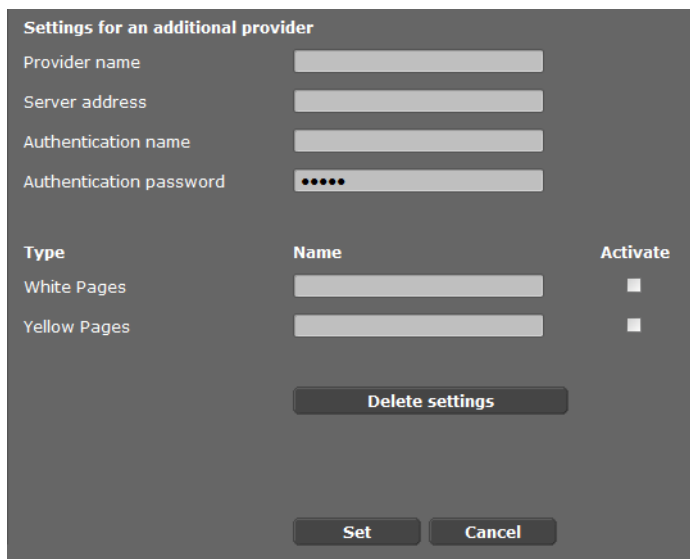 Settings for an additional provider
Provider name
Server address
Authentication name
Authentication password •••••
Type Name Activate
White Pages
Yellow Pages
Delete settings
Set Cancel